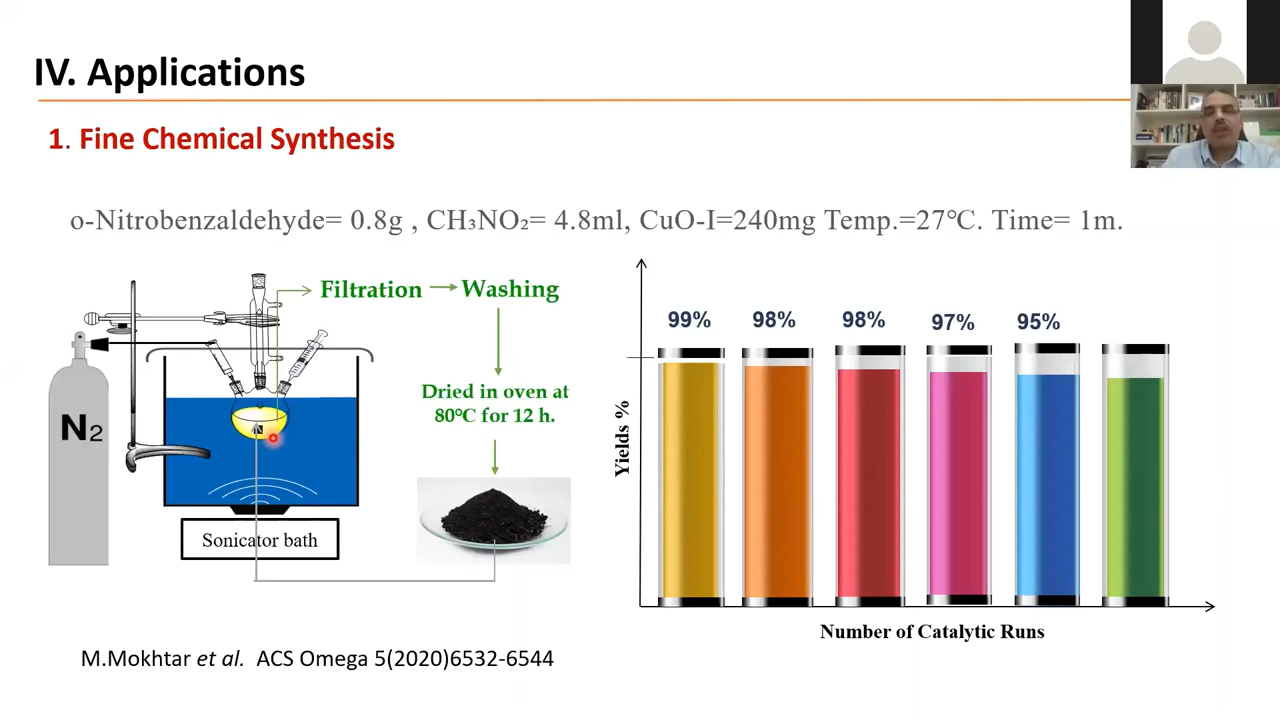 IV. Applications
1. Fine Chemical Synthesis
o-Nitrobenzaldehyde= 0.8g , CH₃NO₂= 4.8ml, CuO-I=240mg Temp.=27℃. Time= 1m.
Filtration
Washing
Dried in oven at
80℃ for 12 h.
N₂
Sonicator bath
Yields %
99%
98%
98%
97%
95%
Number of Catalytic Runs
M.Mokhtar et al. ACS Omega 5(2020)6532-6544